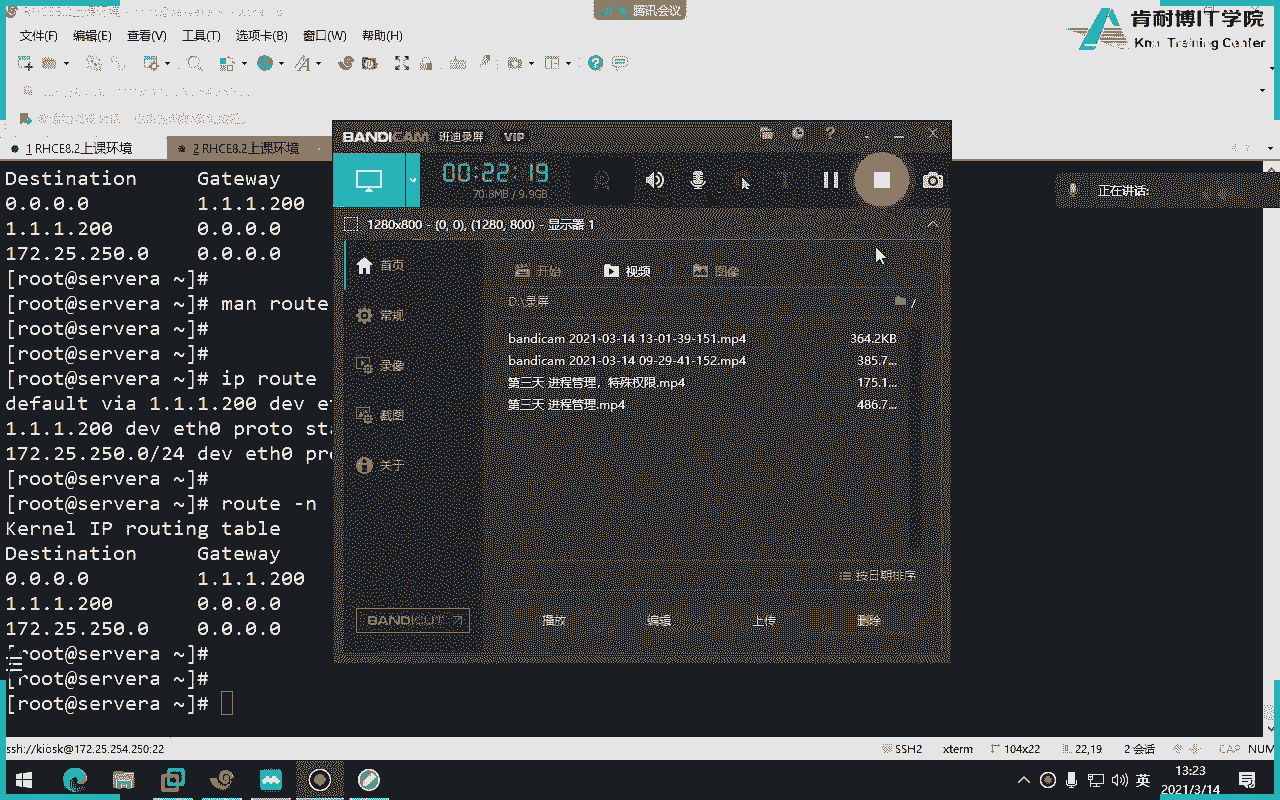 腾讯会议
肯耐博IT学院
Training Center
文件(F) 编辑(E) 查看(V) 工具(T) 选项卡(B) 窗口(W) 帮助(H)
1 RHCE8.2上课环境
2 RHCE8.2上课环境
Destination Gateway
0.0.0.0 1.1.1.200
1.1.1.200 0.0.0.0
172.25.250.0 0.0.0.0
[root@servera ~]#
[root@servera ~]# man route
[root@servera ~]#
[root@servera ~]#
[root@servera ~]# ip route
default via 1.1.1.200 dev et
1.1.1.200 dev eth0 proto sta
172.25.250.0/24 dev eth0 pro
[root@servera ~]#
[root@servera ~]# route -n
Kernel IP routing table
Destination Gateway
0.0.0.0 1.1.1.200
1.1.1.200 0.0.0.0
172.25.250.0 0.0.0.0
[root@servera ~]#
[root@servera ~]#
[root@servera ~]#
BANDICAM 班迪录屏 VIP
00:22:19
70.8MB / 9.9GB
1280x800 - (0, 0), (1280, 800) - 显示器 1
首页
常规
录像
截图
关于
BANDICUT
开始 视频 图像
D:\录屏
bandicam 2021-03-14 13-01-39-151.mp4 364.2KB
bandicam 2021-03-14 09-29-41-152.mp4 385.7...
第三天 进程管理，特殊权限.mp4 175.1...
第三天 进程管理.mp4 486.7...
按日期排序
播放 编辑 上传 删除
正在讲话:
ssh://kiosk@172.25.254.250:22
SSH2 xterm 104x22 22,19 2 会话 CAP NUM
英
13:23
2021/3/14